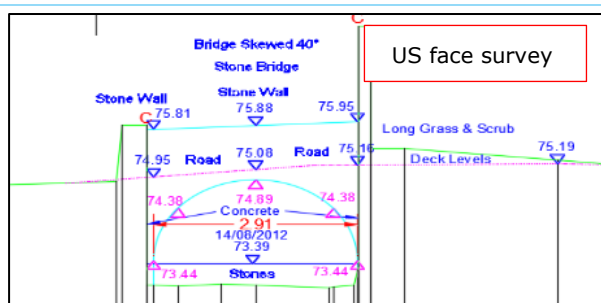 C
Bridge Skewed 40°
US face survey
Stone Bridge
Stone Wall
Stone Wall
C 75.81
75.88
75.95
Long Grass & Scrub
74.95
Road
75.08
Road
75.16
Deck Levels
75.19
74.38
74.89
74.38
Concrete
2.91
14/08/2012
73.39
73.44
Stones
73.44